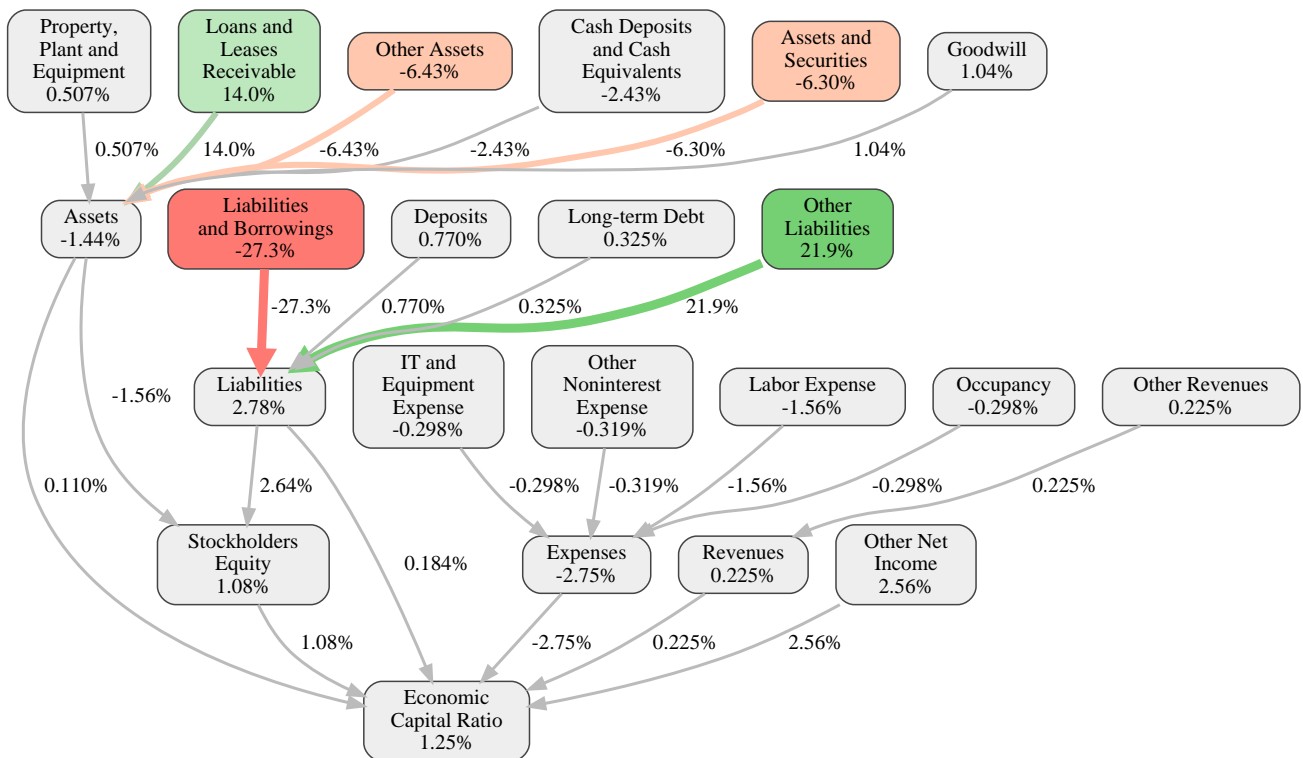 Property,
Plant and
Equipment
0.507%
Loans and
Leases
Receivable
14.0%
Other Assets
-6.43%
Cash Deposits
and Cash
Equivalents
-2.43%
Assets and
Securities
-6.30%
Goodwill
1.04%
0.507%
14.0%
-6.43%
-2.43%
-6.30%
1.04%
Assets
-1.44%
Liabilities
and Borrowings
-27.3%
Deposits
0.770%
Long-term Debt
0.325%
Other
Liabilities
21.9%
-27.3%
0.770%
0.325%
21.9%
-1.56%
Liabilities
2.78%
IT and
Equipment
Expense
-0.298%
Other
Noninterest
Expense
-0.319%
Labor Expense
-1.56%
Occupancy
-0.298%
Other Revenues
0.225%
0.110%
2.64%
-0.298%
-0.319%
-1.56%
-0.298%
0.225%
Stockholders
Equity
1.08%
0.184%
Expenses
-2.75%
Revenues
0.225%
Other Net
Income
2.56%
1.08%
-2.75%
0.225%
2.56%
Economic
Capital Ratio
1.25%